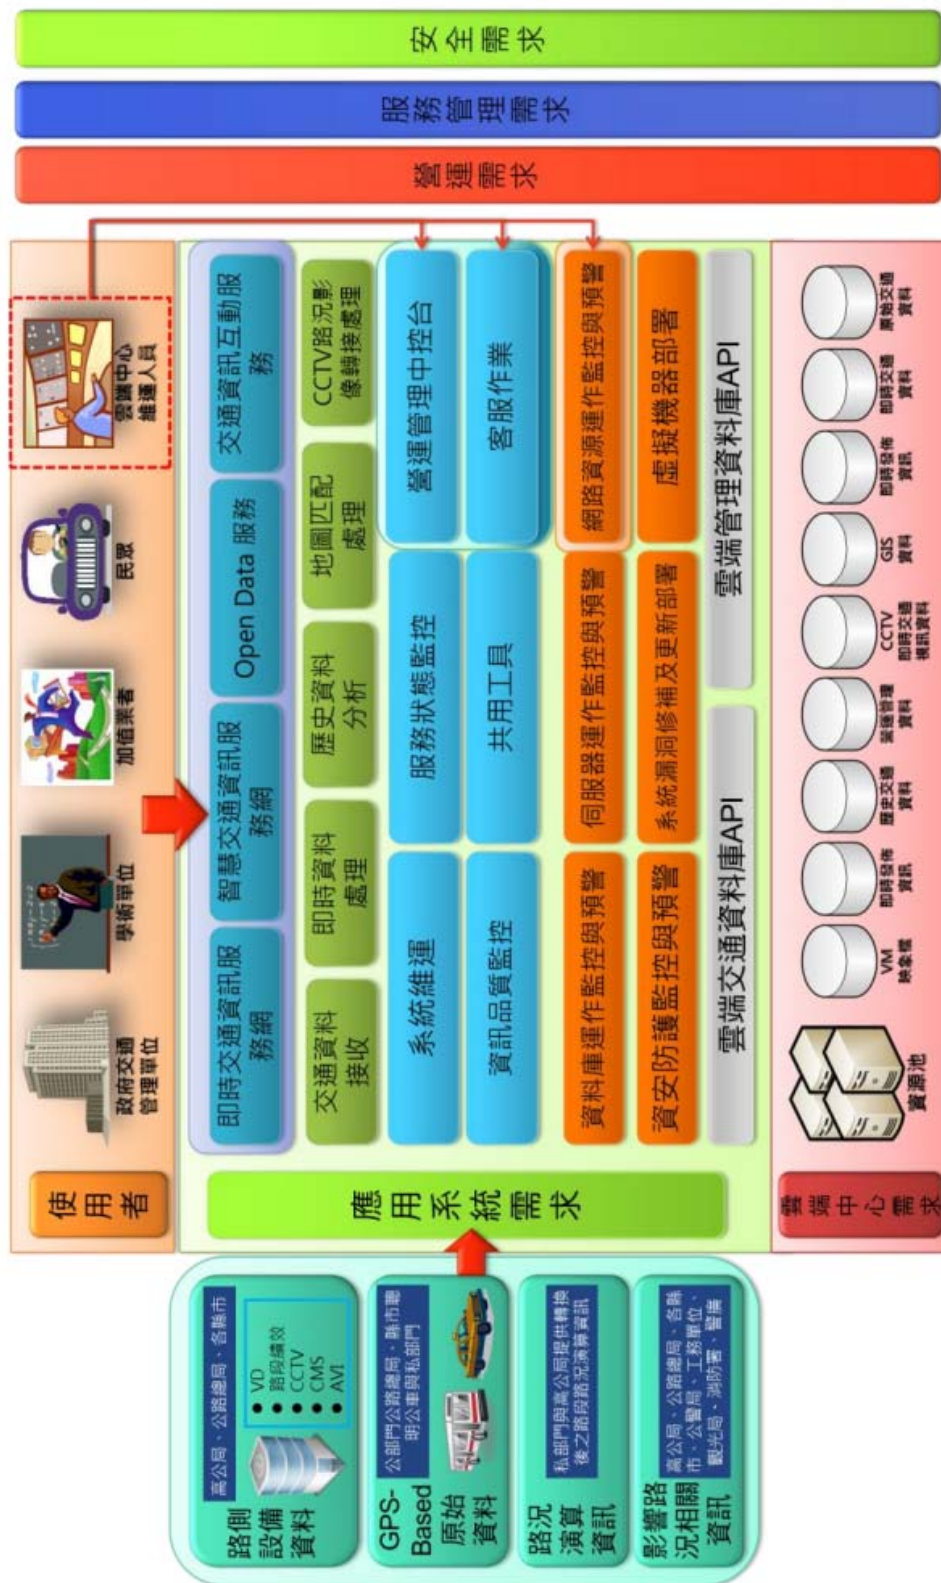 路側
設備
資料
高公局、公路總局、各縣市
● VD
● 路段績效
● CCTV
● CMS
● AVI
GPS-
Based
原始
資料
公部門公路總局、縣市聰
明公車與私部門
路況
演算
資訊
私部門與高公局提供轉換
後之路段路況演算資訊
影響路
況相關
資訊
高公局、公路總局、各縣
市、公警局、工務單位、
觀光局、消防署、警廣
使用者
政府交通
管理單位
學術單位
加值業者
民眾
雲端中心
維運人員
應用系統需求
即時交通資訊服
務網
智慧交通資訊服
務網
Open Data 服務
交通資訊互動服
務
交通資料
接收
即時資料
處理
歷史資料
分析
地圖匹配
處理
CCTV路況影
像轉接處理
系統維運
服務狀態監控
營運管理中控台
資訊品質監控
共用工具
客服作業
資料庫運作監控與預警
伺服器運作監控與預警
網路資源運作監控與預警
資安防護監控與預警
系統漏洞修補及更新部署
虛擬機器部署
雲端交通資料庫API
雲端管理資料庫API
雲端中心需求
資源池
VM
映象檔
即時發佈
資訊
歷史交通
資料
營運管理
資料
CCTV
即時交通
視訊資料
GIS
資料
即時發佈
資訊
即時交通
資料
原始交通
資料
營運需求
服務管理需求
安全需求